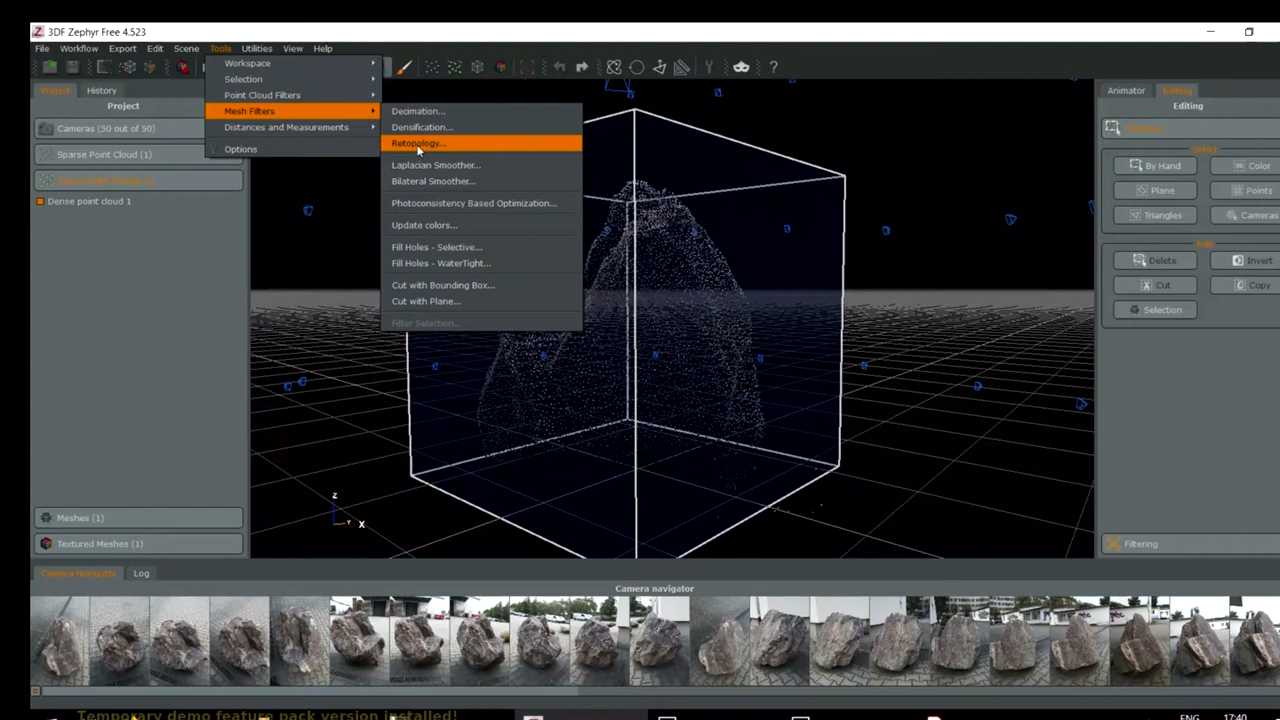 3DF Zephyr Free 4.523
File Workflow Export Edit Scene Tools Utilities View Help
Workspace
Selection
Point Cloud Filters
Mesh Filters
Distances and Measurements
Options
Decimation...
Densification...
Retopology...
Laplacian Smoother...
Bilateral Smoother...
Photoconsistency Based Optimization...
Update colors...
Fill Holes - Selective...
Fill Holes - WaterTight...
Cut with Bounding Box...
Cut with Plane...
Filter Selection...
Project History
Project
Cameras (50 out of 50)
Sparse Point Cloud (1)
Dense point cloud 1
Meshes (1)
Textured Meshes (1)
Z
Y
X
Animator Editing
Editing
Select
By Hand Color
Plane Points
Triangles Cameras
Edit
Delete Invert
Cut Copy
Selection
Filtering
Camera Navigator Log
Camera navigator
Temporary demo feature pack version installed!
ENG 17:40